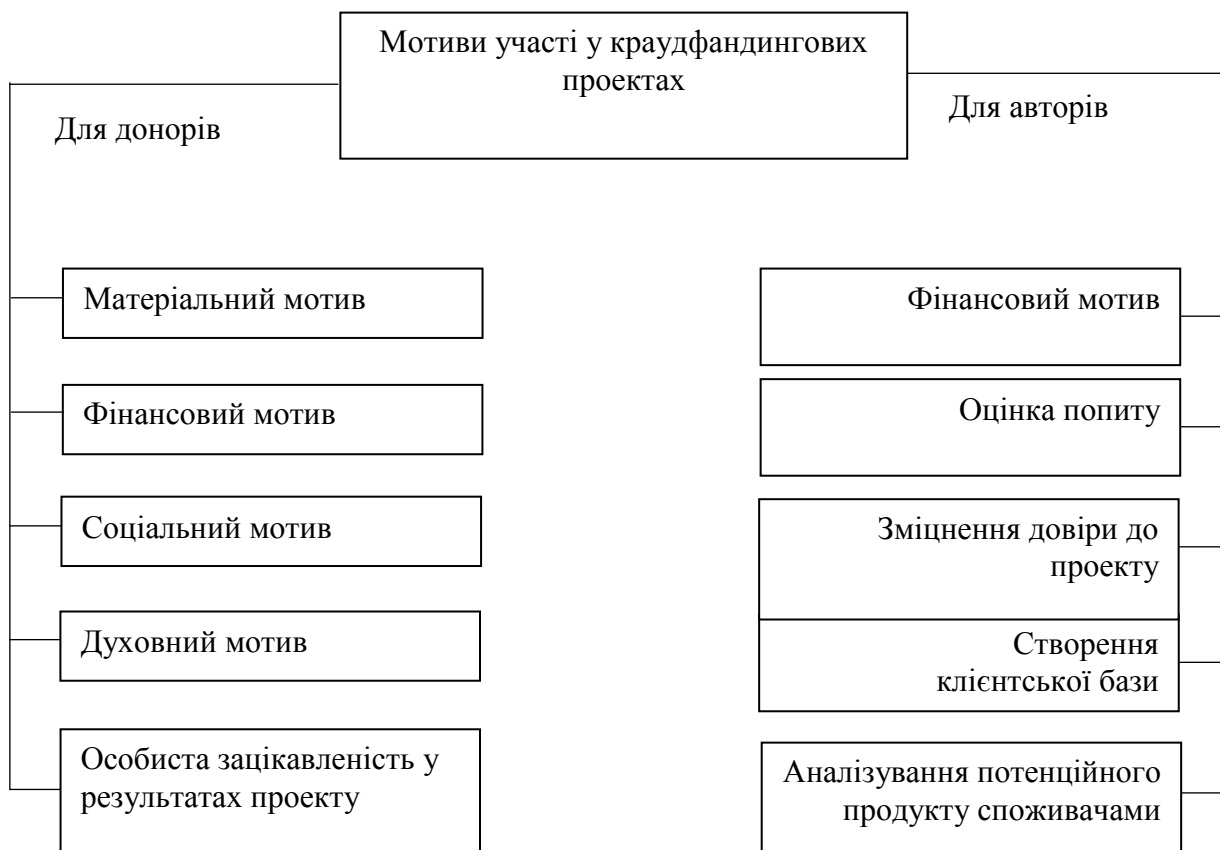 Мотиви участі у краудфандингових
проектах
Для донорів
Для авторів
Матеріальний мотив
Фінансовий мотив
Соціальний мотив
Духовний мотив
Особиста зацікавленість у
результатах проекту
Фінансовий мотив
Оцінка попиту
Зміцнення довіри до
проекту
Створення
клієнтської бази
Аналізування потенційного
продукту споживачами